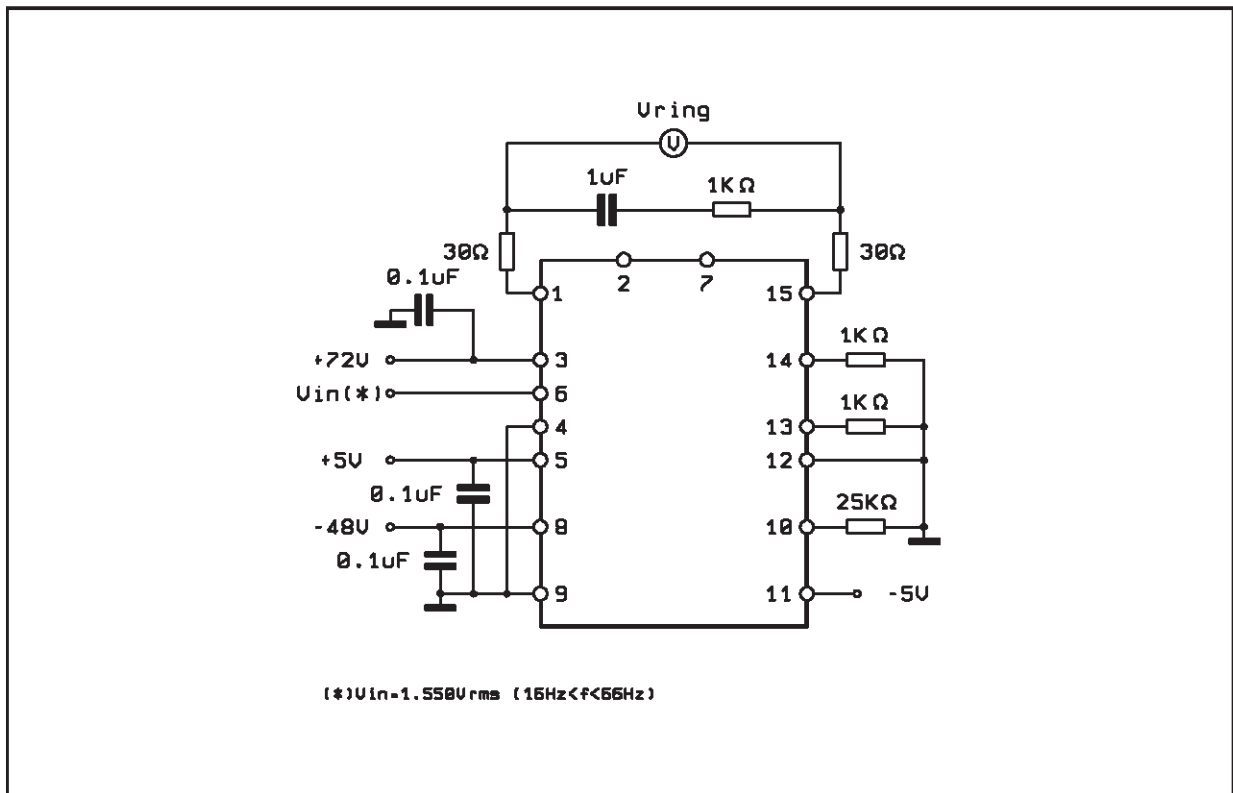 Vring
1uF 1KΩ
30Ω 30Ω
0.1uF 2 7
1 15
1KΩ
+72V 3 14
Vin(*) 6 1KΩ
4 13
+5V 5 12
0.1uF 25KΩ
-48V 8 10
0.1uF
9 11 -5V
(*)Vin=1.550Vrms (16Hz<f<66Hz)